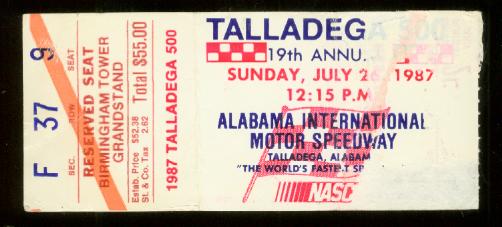 F 37 9
SEC. ROW SEAT
RESERVED SEAT
BIRMINGHAM TOWER
GRANDSTAND
Estab. Price $52.38
St. & Co. Tax 2.62
Total $55.00
1987 TALLADEGA 500
TALLADEG
19th ANNU
SUNDAY, JULY 26, 1987
12:15 P.M
ALABAMA INTERNATIONAL
MOTOR SPEEDWAY
TALLADEGA, ALABAM
"THE WORLD'S FASTEST SP
NASC